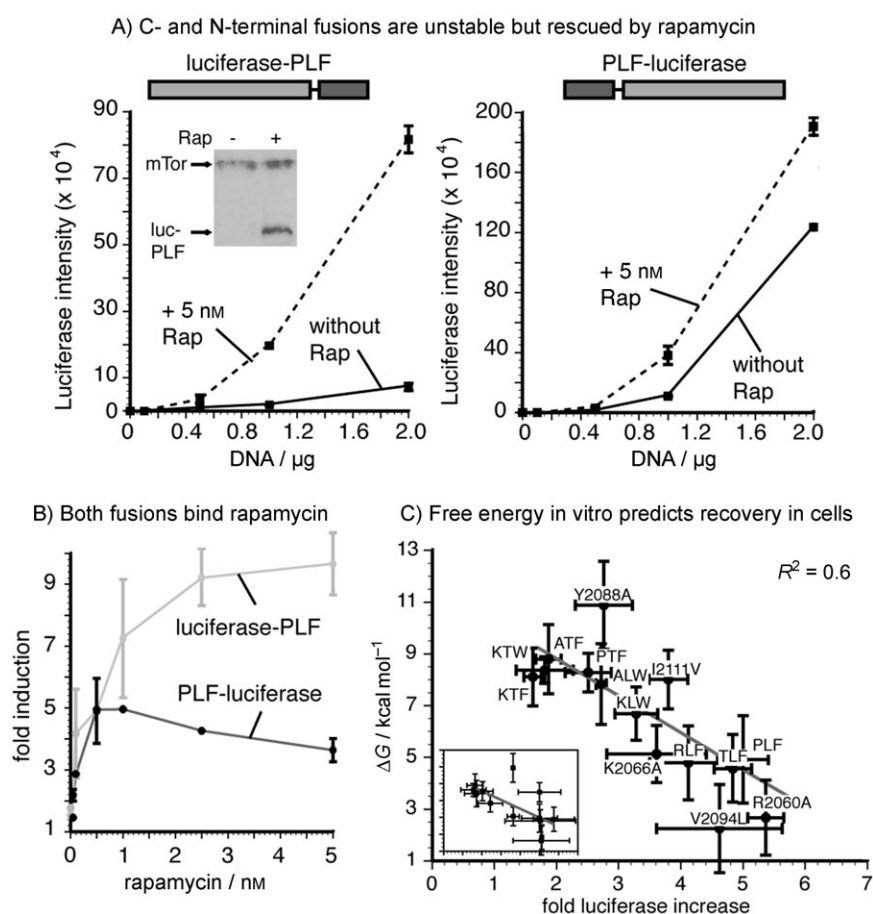 A) C- and N-terminal fusions are unstable but rescued by rapamycin
luciferase-PLF
Luciferase intensity (x 10⁴)
90
70
50
30
10
0
Rap - +
mTor
luc-
PLF
+ 5 nM
Rap
without
Rap
0 0.4 0.8 1.2 1.6 2.0
DNA / µg
PLF-luciferase
Luciferase intensity (x 10⁴)
200
160
120
80
40
0
+ 5 nM
Rap
without
Rap
0 0.4 0.8 1.2 1.6 2.0
DNA / µg
B) Both fusions bind rapamycin
fold induction
9
7
5
3
1
luciferase-PLF
PLF-luciferase
0 1 2 3 4 5
rapamycin / nM
C) Free energy in vitro predicts recovery in cells
ΔG / kcal mol⁻¹
13
11
9
7
5
3
1
R² = 0.6
Y2088A
KTW
ATF
PTF
KTF
ALW
I2111V
KLW
K2066A
RLF
TLF
PLF
R2060A
V2094L
0 1 2 3 4 5 6 7
fold luciferase increase